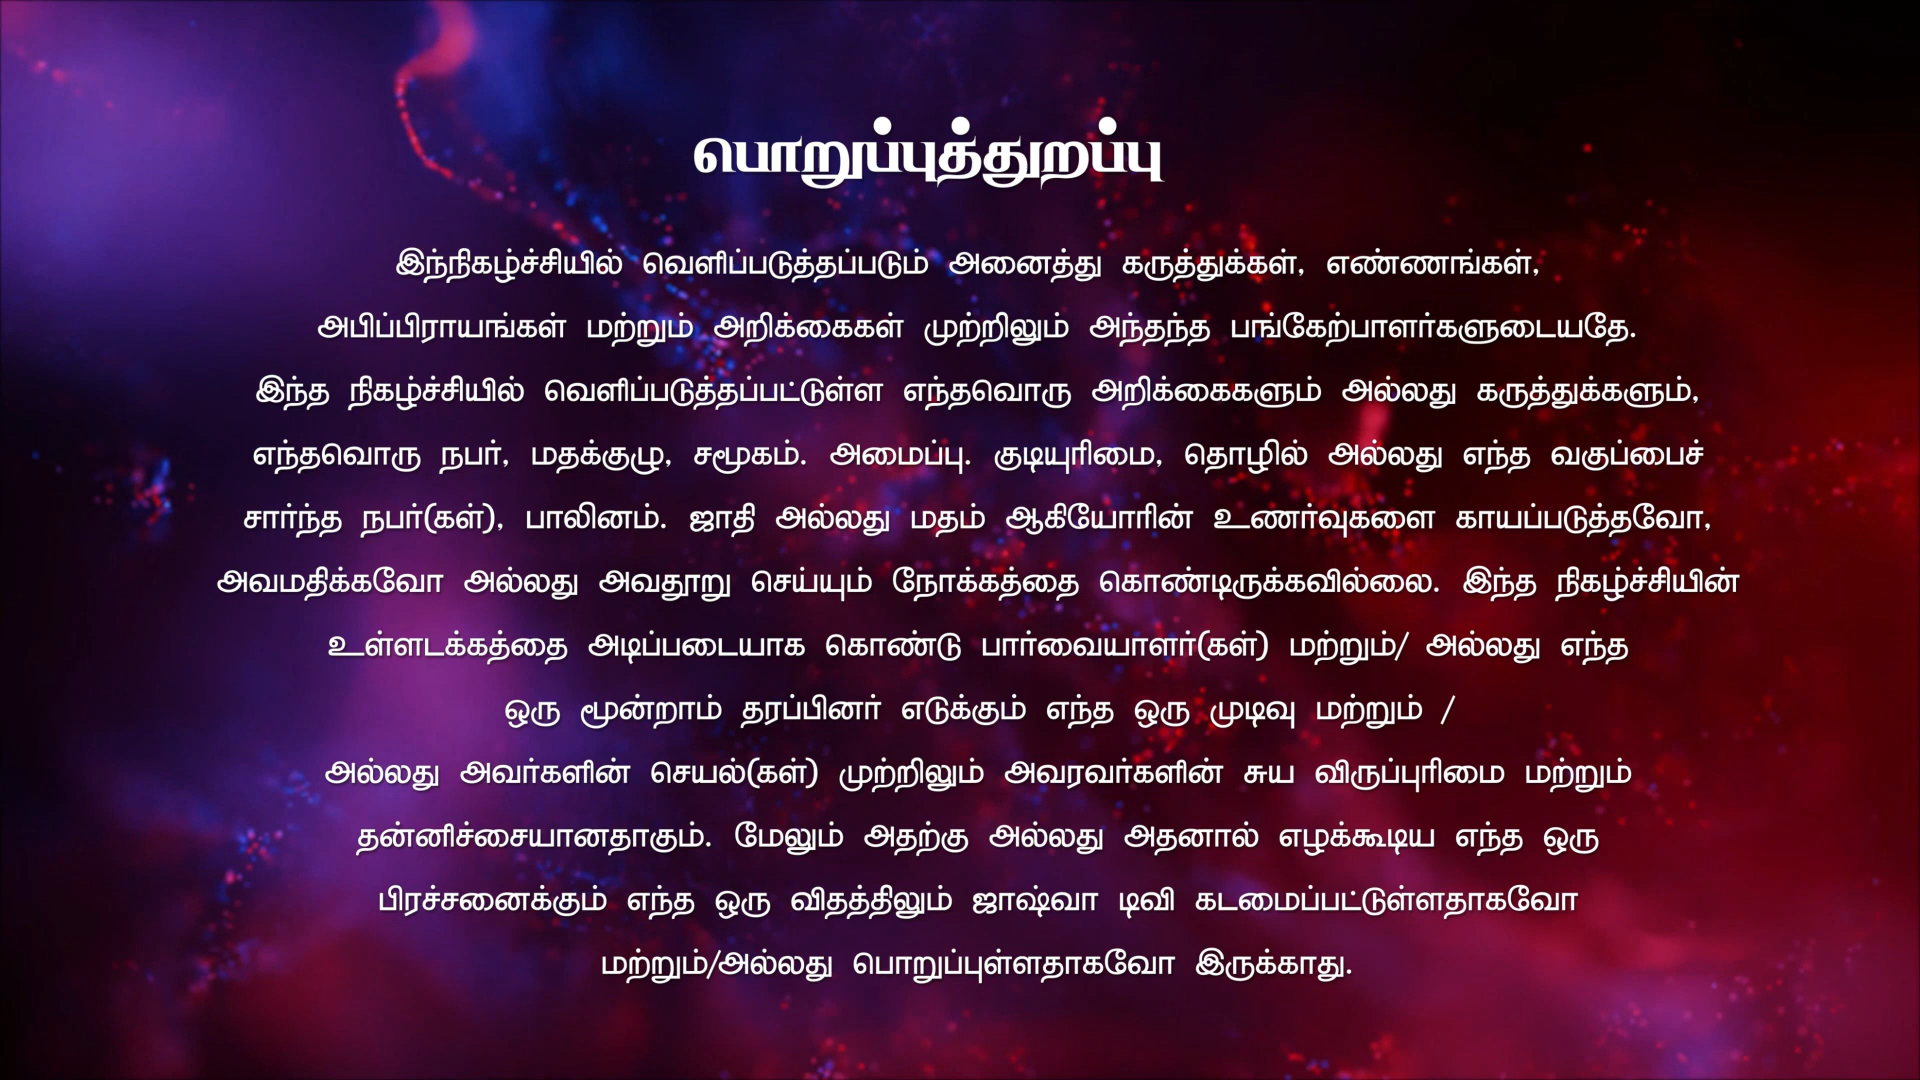 பொறுப்புத்துறப்பு
இந்நிகழ்ச்சியில் வெளிப்படுத்தப்படும் அனைத்து கருத்துக்கள், எண்ணங்கள்,
அபிப்பிராயங்கள் மற்றும் அறிக்கைகள் முற்றிலும் அந்தந்த பங்கேற்பாளர்களுடையதே.
இந்த நிகழ்ச்சியில் வெளிப்படுத்தப்பட்டுள்ள எந்தவொரு அறிக்கைகளும் அல்லது கருத்துக்களும்,
எந்தவொரு நபர், மதக்குழு, சமூகம். அமைப்பு. குடியுரிமை, தொழில் அல்லது எந்த வகுப்பைச்
சார்ந்த நபர்(கள்), பாலினம். ஜாதி அல்லது மதம் ஆகியோரின் உணர்வுகளை காயப்படுத்தவோ,
அவமதிக்கவோ அல்லது அவதூறு செய்யும் நோக்கத்தை கொண்டிருக்கவில்லை. இந்த நிகழ்ச்சியின்
உள்ளடக்கத்தை அடிப்படையாக கொண்டு பார்வையாளர்(கள்) மற்றும்/ அல்லது எந்த
ஒரு மூன்றாம் தரப்பினர் எடுக்கும் எந்த ஒரு முடிவு மற்றும் /
அல்லது அவர்களின் செயல்(கள்) முற்றிலும் அவரவர்களின் சுய விருப்புரிமை மற்றும்
தன்னிச்சையானதாகும். மேலும் அதற்கு அல்லது அதனால் எழக்கூடிய எந்த ஒரு
பிரச்சனைக்கும் எந்த ஒரு விதத்திலும் ஜாஷ்வா டிவி கடமைப்பட்டுள்ளதாகவோ
மற்றும்/அல்லது பொறுப்புள்ளதாகவோ இருக்காது.